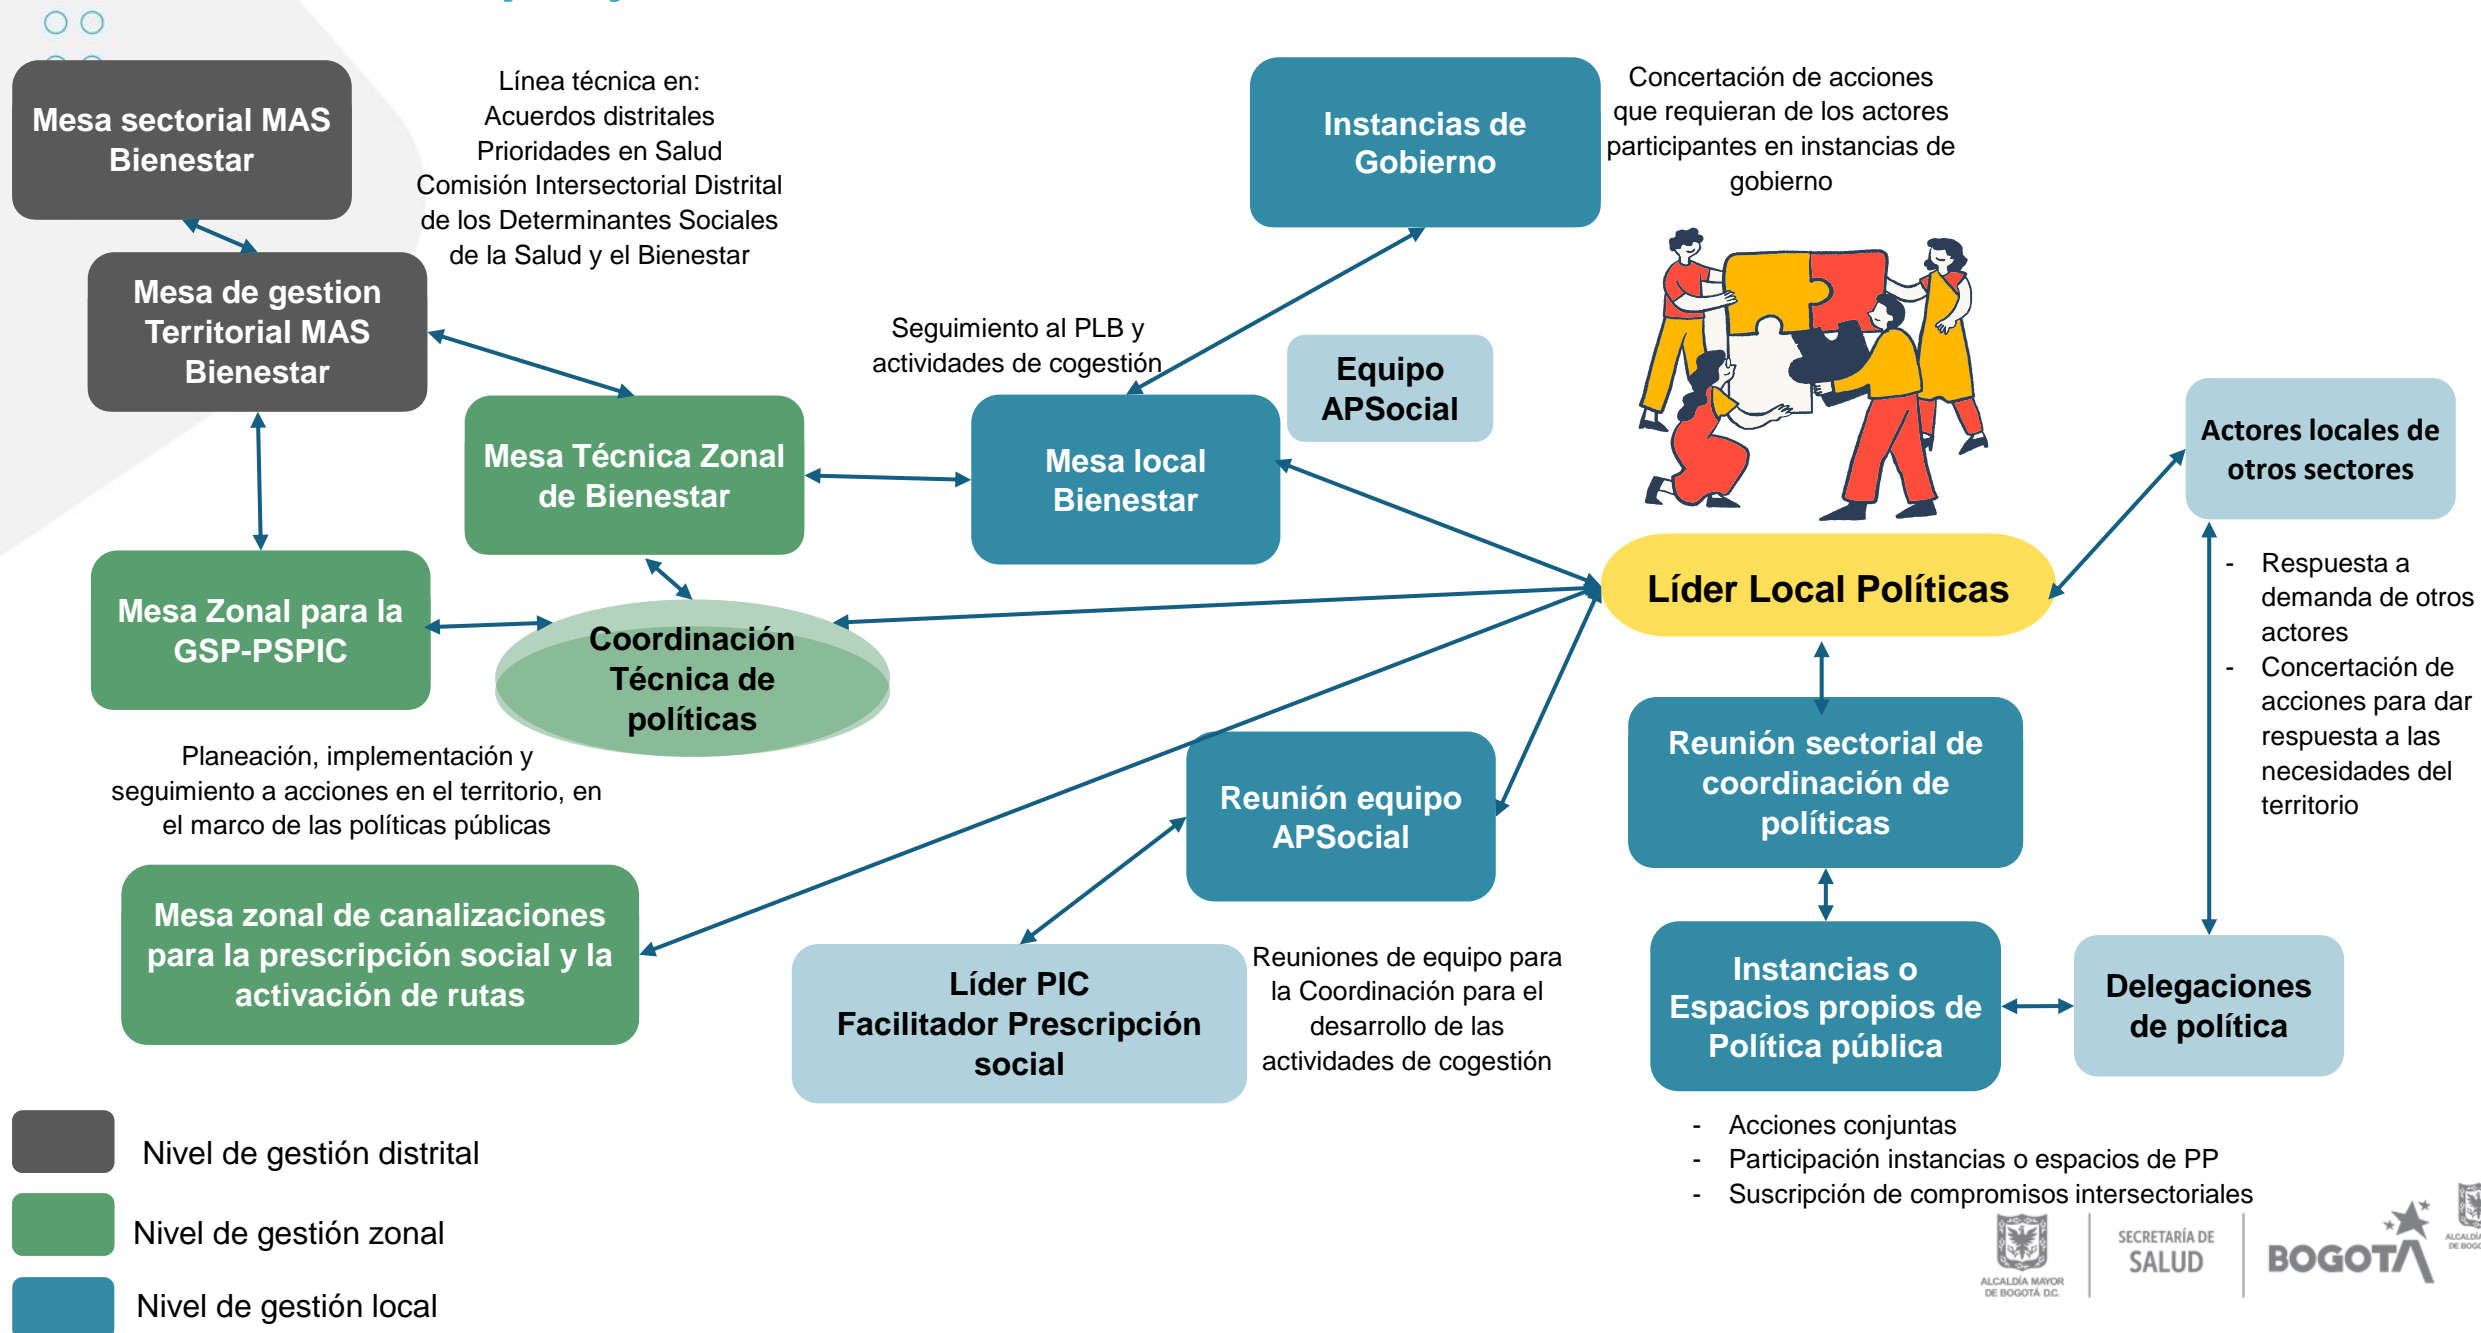 Mesa sectorial MAS
Bienestar
Línea técnica en:
Acuerdos distritales
Prioridades en Salud
Comisión Intersectorial Distrital
de los Determinantes Sociales
de la Salud y el Bienestar
Instancias de
Gobierno
Concertación de acciones
que requieran de los actores
participantes en instancias de
gobierno
Mesa de gestion
Territorial MAS
Bienestar
Seguimiento al PLB y
actividades de cogestión
Equipo
APSocial
Mesa Técnica Zonal
de Bienestar
Mesa local
Bienestar
Actores locales de
otros sectores
Mesa Zonal para la
GSP-PSPIC
Coordinación
Técnica de
políticas
Líder Local Políticas
- Respuesta a
demanda de otros
actores
- Concertación de
acciones para dar
respuesta a las
necesidades del
territorio
Planeación, implementación y
seguimiento a acciones en el territorio, en
el marco de las políticas públicas
Reunión equipo
APSocial
Reunión sectorial de
coordinación de
políticas
Mesa zonal de canalizaciones
para la prescripción social y la
activación de rutas
Líder PIC
Facilitador Prescripción
social
Reuniones de equipo para
la Coordinación para el
desarrollo de las
actividades de cogestión
Instancias o
Espacios propios de
Política pública
Delegaciones
de política
- Acciones conjuntas
- Participación instancias o espacios de PP
- Suscripción de compromisos intersectoriales
Nivel de gestión distrital
Nivel de gestión zonal
Nivel de gestión local
ALCALDÍA MAYOR
DE BOGOTÁ D.C.
SECRETARÍA DE
SALUD
BOGOTÁ